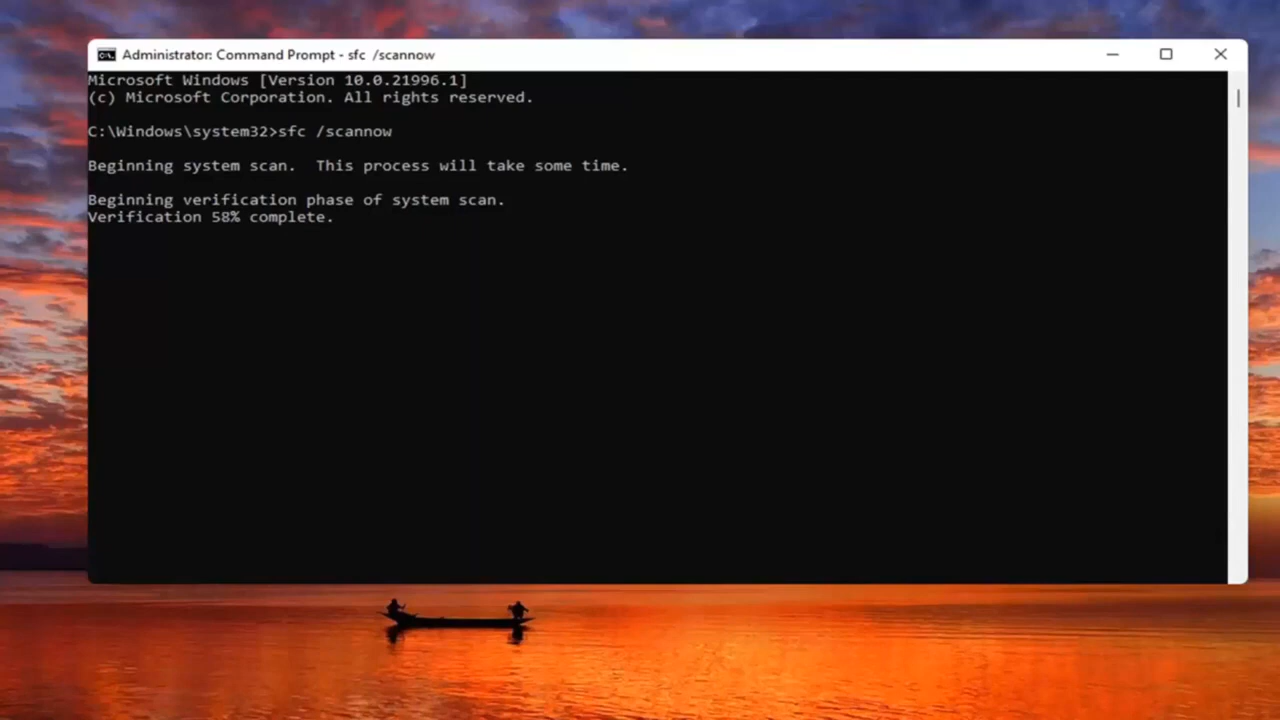 Administrator: Command Prompt - sfc /scannow
Microsoft Windows [Version 10.0.21996.1]
(c) Microsoft Corporation. All rights reserved.
C:\Windows\system32>sfc /scannow
Beginning system scan.  This process will take some time.
Beginning verification phase of system scan.
Verification 58% complete.